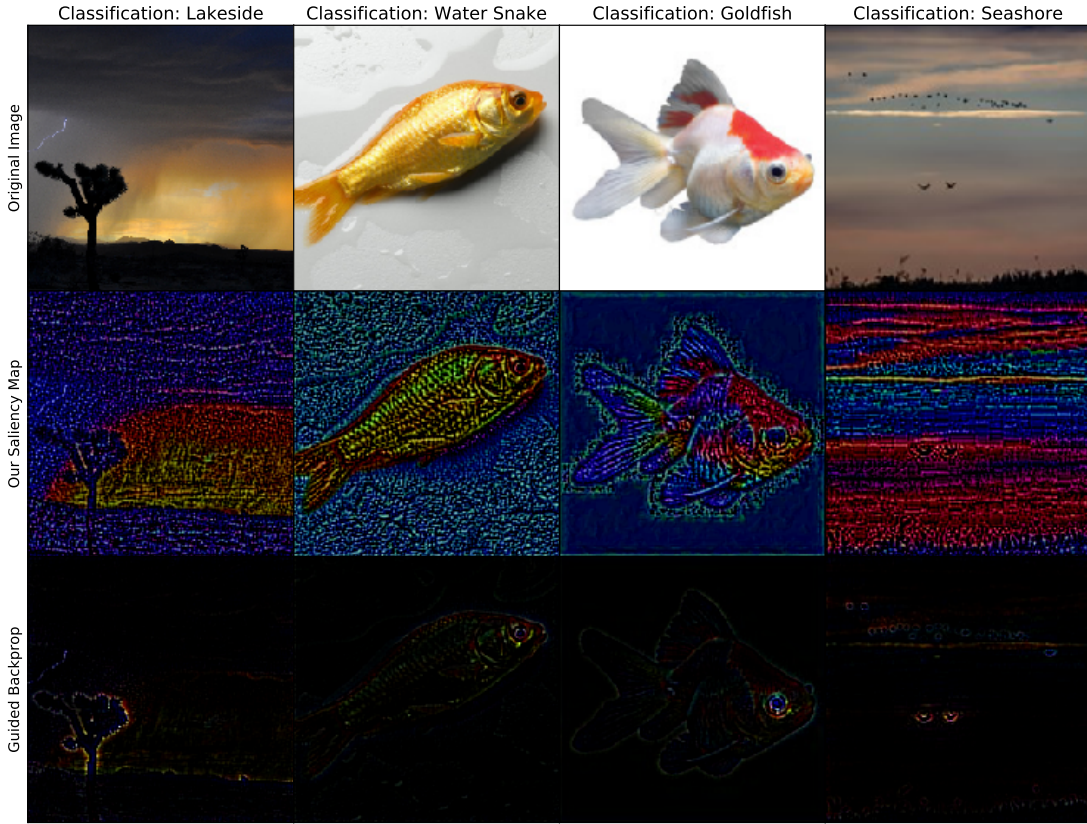 Classification: Lakeside
Classification: Water Snake
Classification: Goldfish
Classification: Seashore
Original Image
Our Saliency Map
Guided Backprop